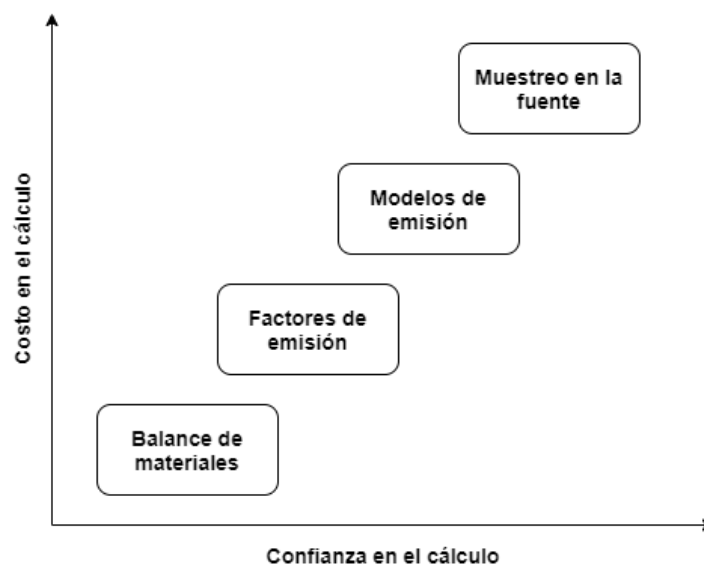 Muestreo en la
fuente
Modelos de
emisión
Factores de
emisión
Balance de
materiales
Costo en el cálculo
Confianza en el cálculo